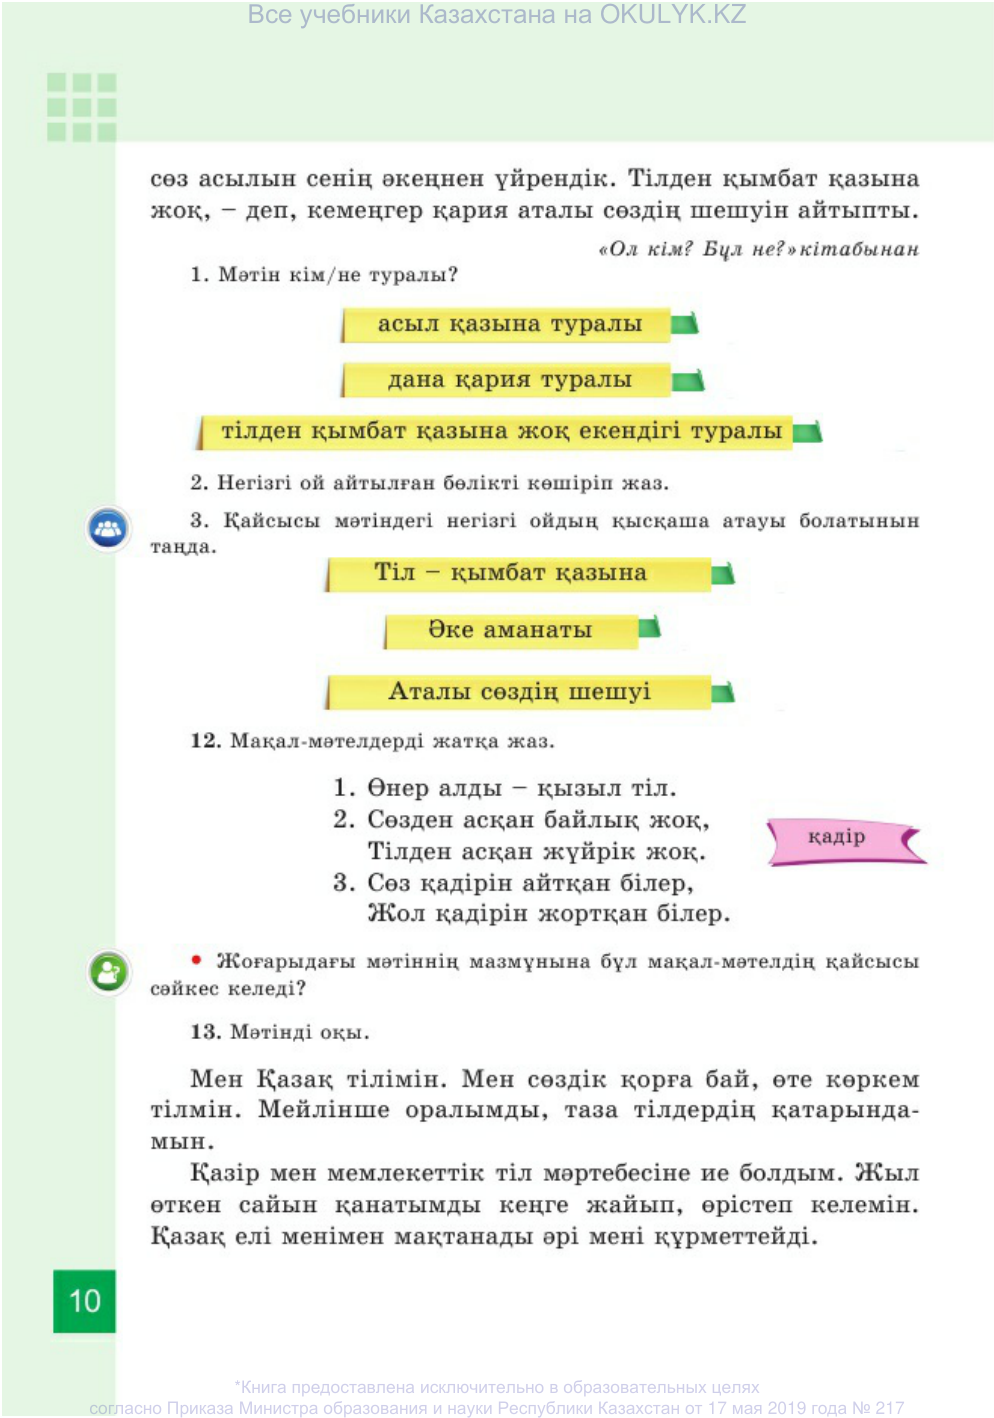 Все учебники Казахстана на OKULYK.KZ
сөз асылын сенің әкеңнен үйрендік. Тілден қымбат қазына
жоқ, – деп, кемеңгер қария аталы сөздің шешуін айтыпты.
«Ол кім? Бұл не?»кітабынан
1. Мәтін кім/не туралы?
асыл қазына туралы
дана қария туралы
тілден қымбат қазына жоқ екендігі туралы
2. Негізгі ой айтылған бөлікті көшіріп жаз.
3. Қайсысы мәтіндегі негізгі ойдың қысқаша атауы болатынын
таңда.
Тіл – қымбат қазына
Әке аманаты
Аталы сөздің шешуі
12. Мақал-мәтелдерді жатқа жаз.
1. Өнер алды – қызыл тіл.
2. Сөзден асқан байлық жоқ,
Тілден асқан жүйрік жоқ.
қадір
3. Сөз қадірін айтқан білер,
Жол қадірін жортқан білер.
• Жоғарыдағы мәтіннің мазмұнына бұл мақал-мәтелдің қайсысы
сәйкес келеді?
13. Мәтінді оқы.
Мен Қазақ тілімін. Мен сөздік қорға бай, өте көркем
тілмін. Мейлінше оралымды, таза тілдердің қатарында-
мын.
Қазір мен мемлекеттік тіл мәртебесіне ие болдым. Жыл
өткен сайын қанатымды кеңге жайып, өрістеп келемін.
Қазақ елі менімен мақтанады әрі мені құрметтейді.
10
*Книга предоставлена исключительно в образовательных целях
согласно Приказа Министра образования и науки Республики Казахстан от 17 мая 2019 года № 217